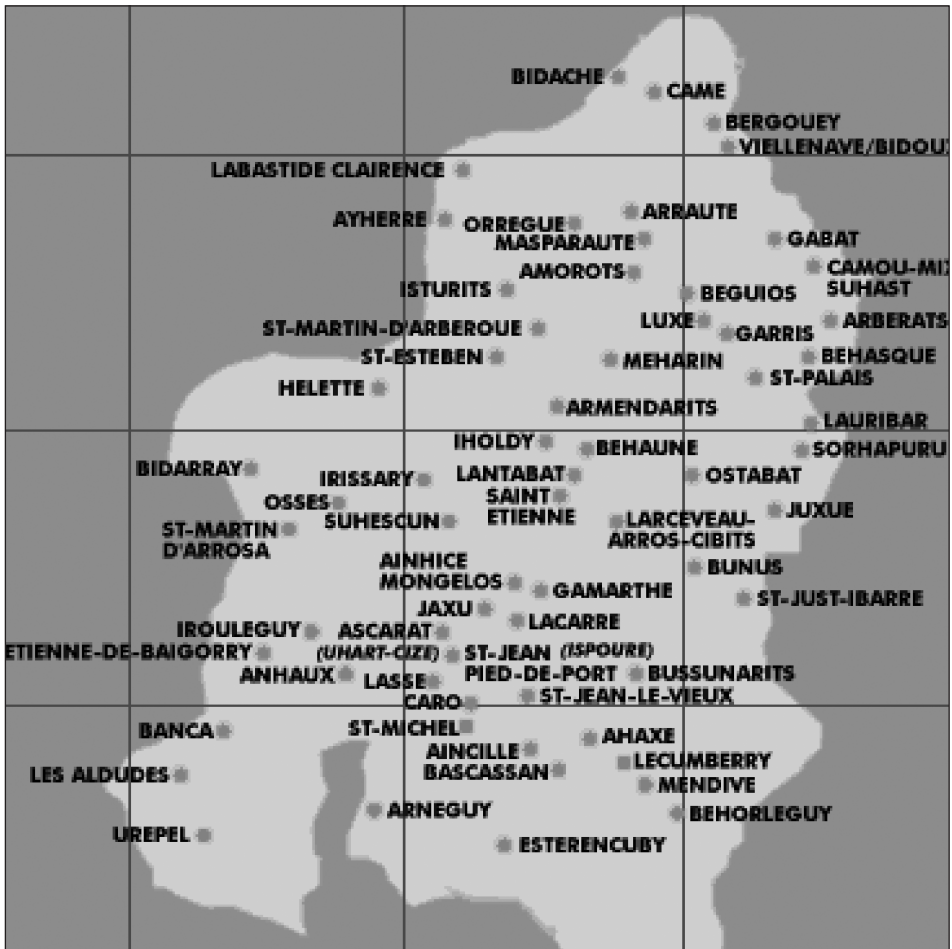 BIDACHE
CAME
BERGOUEY
VIELLENAVE/BIDOU
LABASTIDE CLAIRENCE
AYHERRE
ORREGUE
ARRAUTE
MASPARAUTE
GABAT
AMOROTS
CAMOU-MI
SUHAST
ISTURITS
BEGUIOS
ST-MARTIN-D'ARBEROUE
LUXE
GARRIS
ARBERATS
ST-ESTEBEN
MEHARIN
BEHASQUE
HELETTE
ST-PALAIS
ARMENDARITS
LAURIBAR
IHOLDY
BEHAUNE
SORHAPURU
BIDARRAY
IRISSARY
LANTABAT
OSTABAT
OSSES
SAINT
ETIENNE
ST-MARTIN
D'ARROSA
SUHESCUN
LARCEVEAU-
ARROS-CIBITS
JUXUE
AINHICE
MONGELOS
BUNUS
GAMARTHE
ST-JUST-IBARRE
JAXU
LACARRE
IROULEGUY
ASCARAT
ETIENNE-DE-BAIGORRY
(UHART-CIZE)
ST-JEAN (ISPOURE)
PIED-DE-PORT
ANHAUX
LASSE
BUSSUNARITS
CARO
ST-JEAN-LE-VIEUX
BANCA
ST-MICHEL
AHAXE
AINCILLE
LECUMBERRY
LES ALDUDES
BASCASSAN
MENDIVE
ARNEGUY
BEHORLEGUY
UREPEL
ESTERENCUBY